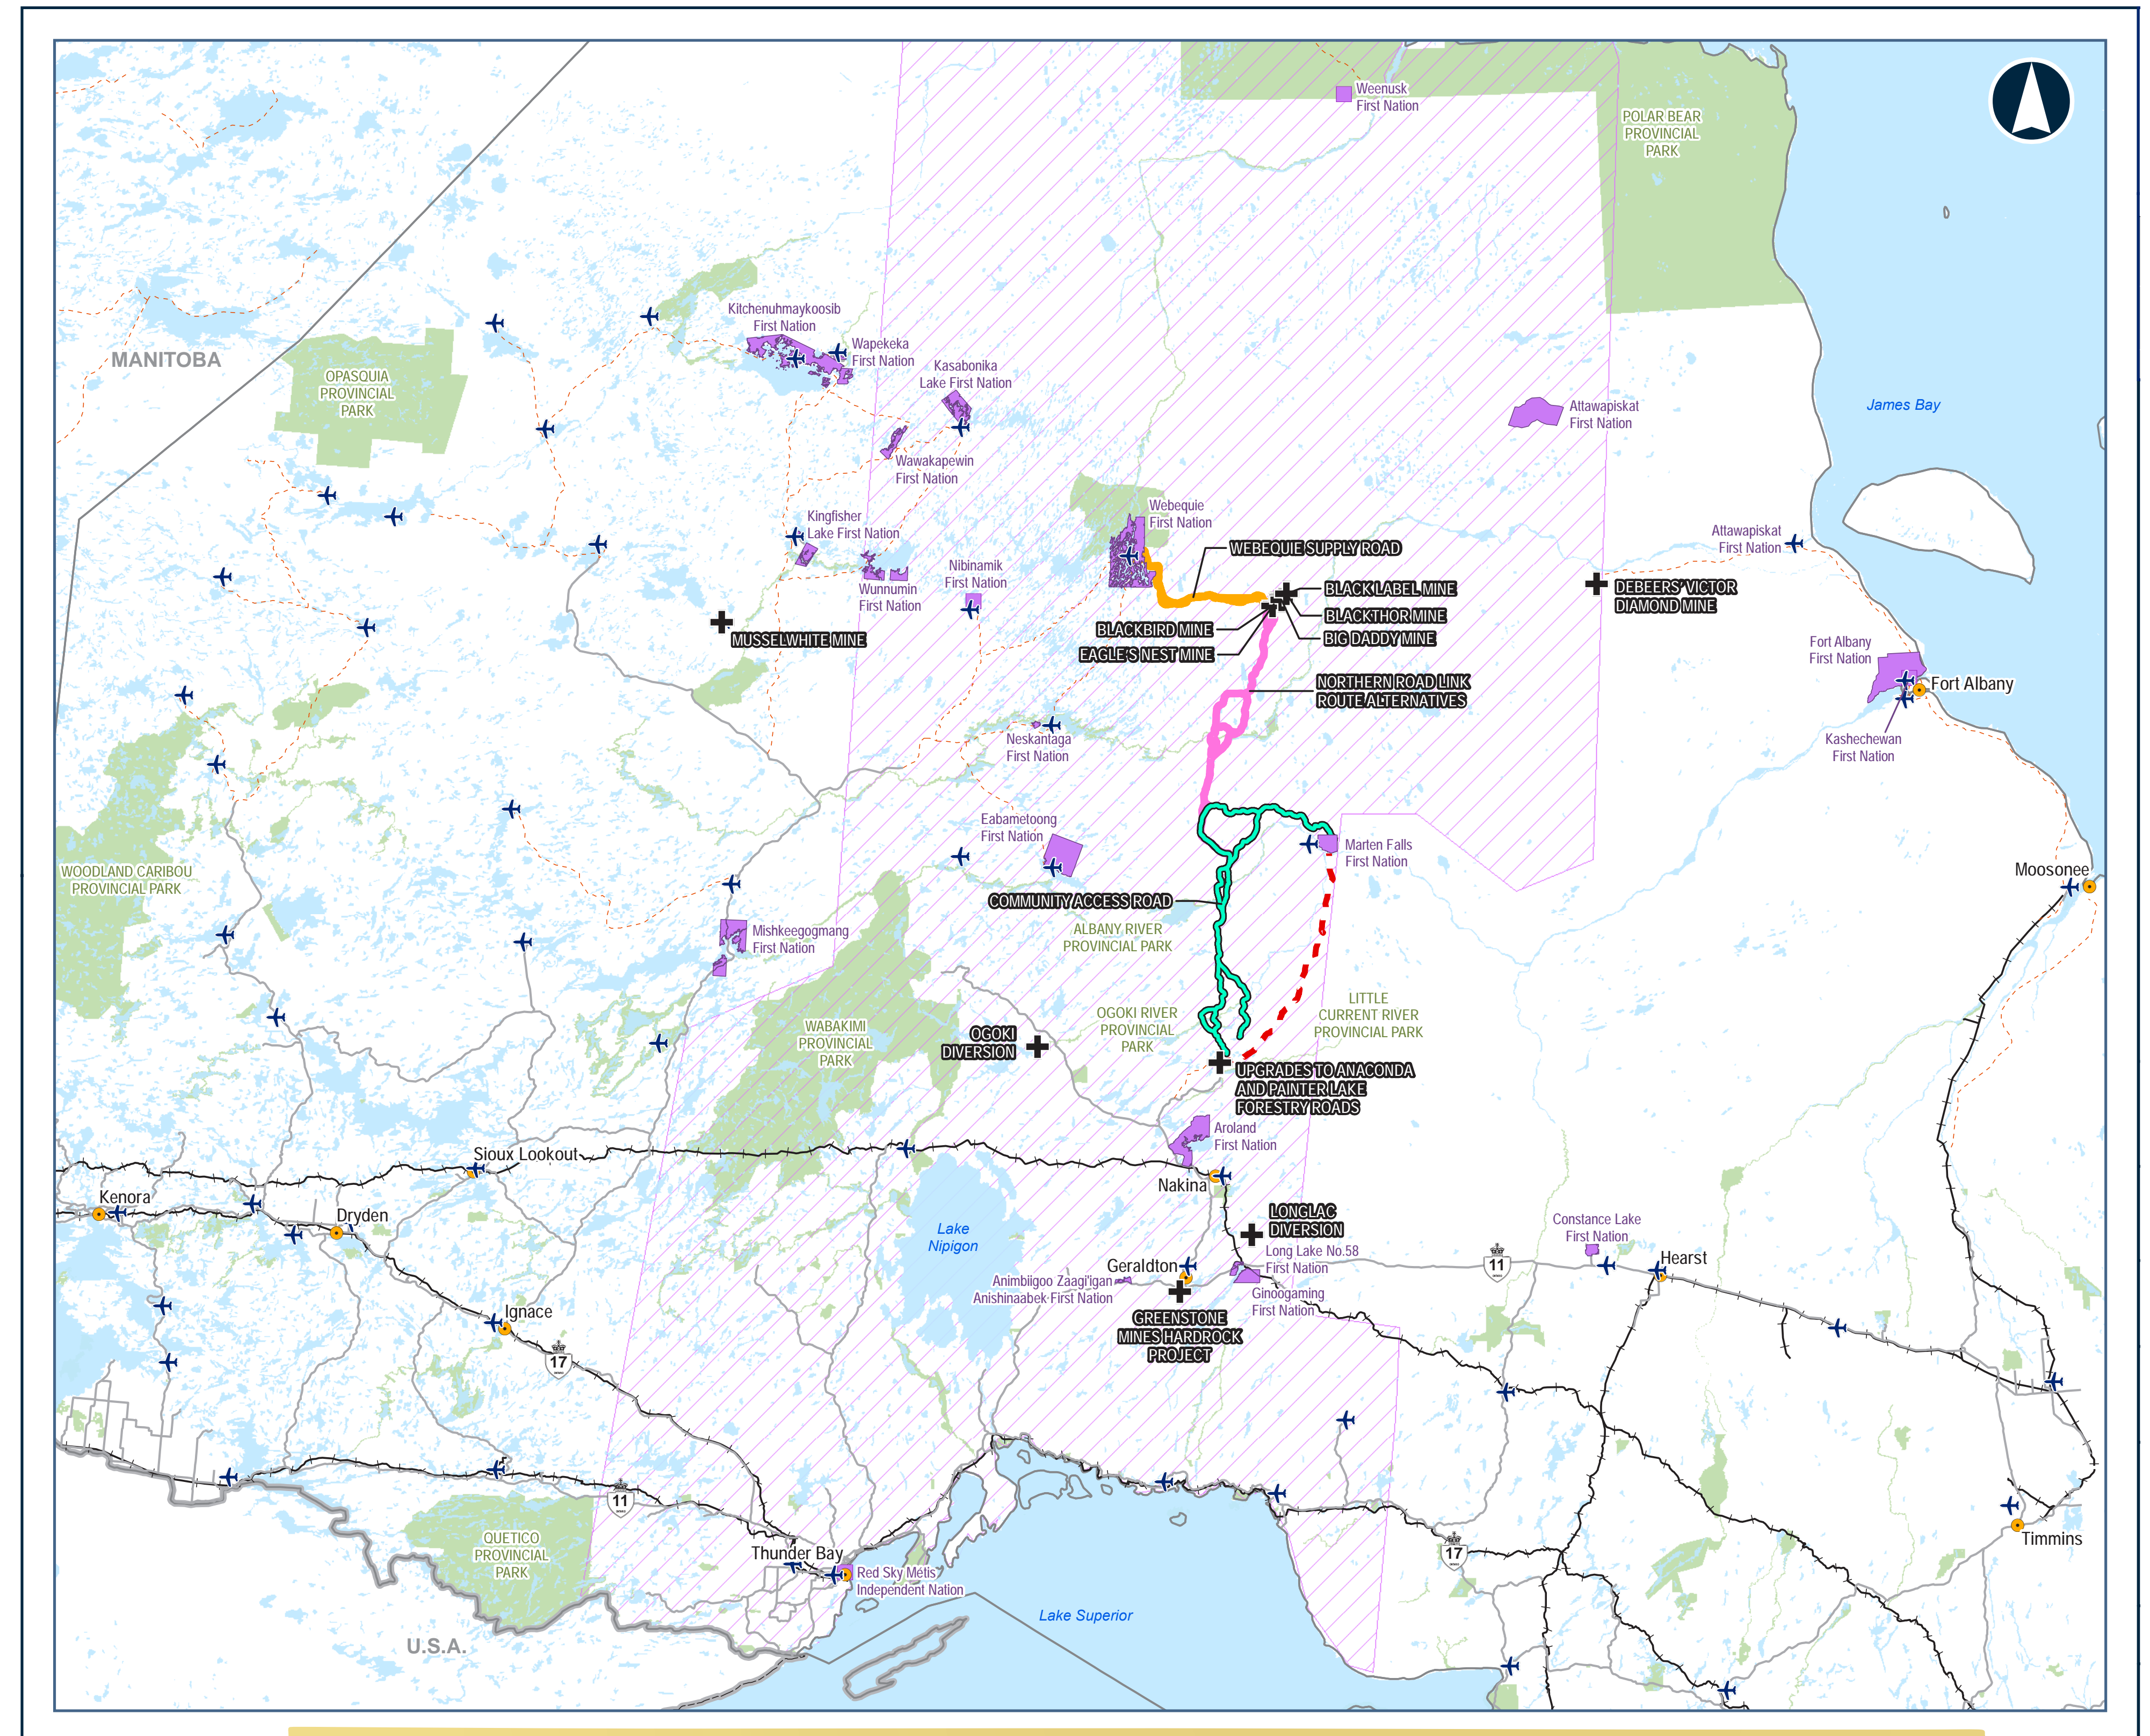 Weenusk
First Nation
POLAR BEAR
PROVINCIAL
PARK
Kitchenuhmaykoosib
First Nation
Wapekeka
First Nation
MANITOBA
Kasabonika
Lake First Nation
OPASQUIA
PROVINCIAL
PARK
James Bay
Attawapiskat
First Nation
Wawakapewin
First Nation
Webequie
First Nation
Kingfisher
Lake First Nation
Attawapiskat
First Nation
WEBEQUIE SUPPLY ROAD
Nibinamik
First Nation
Wunnumin
First Nation
BLACK LABEL MINE
DEBEERS' VICTOR
DIAMOND MINE
BLACKTHOR MINE
BLACKBIRD MINE
BIG DADDY MINE
MUSSELWHITE MINE
EAGLE'S NEST MINE
Fort Albany
First Nation
NORTHERN ROAD LINK
ROUTE ALTERNATIVES
Fort Albany
Neskantaga
First Nation
Kashechewan
First Nation
Eabametoong
First Nation
Marten Falls
First Nation
WOODLAND CARIBOU
PROVINCIAL PARK
Moosonee
COMMUNITY ACCESS ROAD
Mishkeegogmang
First Nation
ALBANY RIVER
PROVINCIAL PARK
LITTLE
CURRENT RIVER
PROVINCIAL PARK
OGOKI RIVER
PROVINCIAL
PARK
WABAKIMI
PROVINCIAL
PARK
OGOKI
DIVERSION
UPGRADES TO ANACONDA
AND PAINTER LAKE
FORESTRY ROADS
Aroland
First Nation
Sioux Lookout
Nakina
Kenora
Dryden
LONGLAC
DIVERSION
Lake
Nipigon
Constance Lake
First Nation
Long Lake No.58
First Nation
Hearst
11
Geraldton
Animbiigoo Zaagi'igan
Anishinaabek First Nation
Ginoogaming
First Nation
Ignace
GREENSTONE
MINES HARDROCK
PROJECT
17
11
QUETICO
PROVINCIAL
PARK
Thunder Bay
17
Timmins
Red Sky Métis
Independent Nation
Lake Superior
U.S.A.